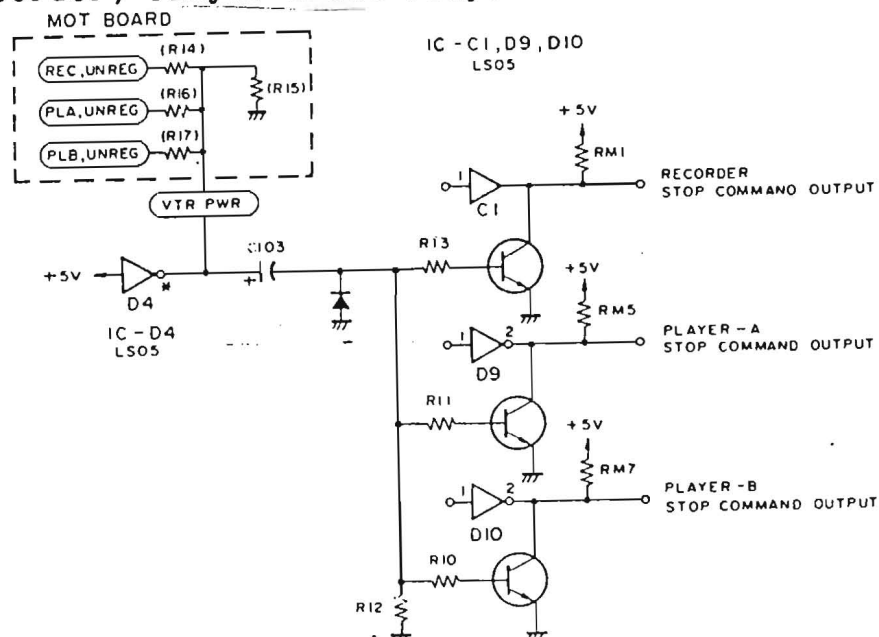 MOT BOARD
(R14)
REC, UNREG
(R15)
(R16)
PLA, UNREG
(R17)
PLB, UNREG
VTR PWR
IC-C1, D9, D10
LS05
+5V
RM1
1
C1
RECORDER
STOP COMMAND OUTPUT
C103
+
R13
+5V
D4
*
IC-D4
LS05
+5V
RM5
1
2
D9
PLAYER-A
STOP COMMAND OUTPUT
R11
+5V
RM7
1
2
D10
PLAYER-B
STOP COMMAND OUTPUT
R10
R12